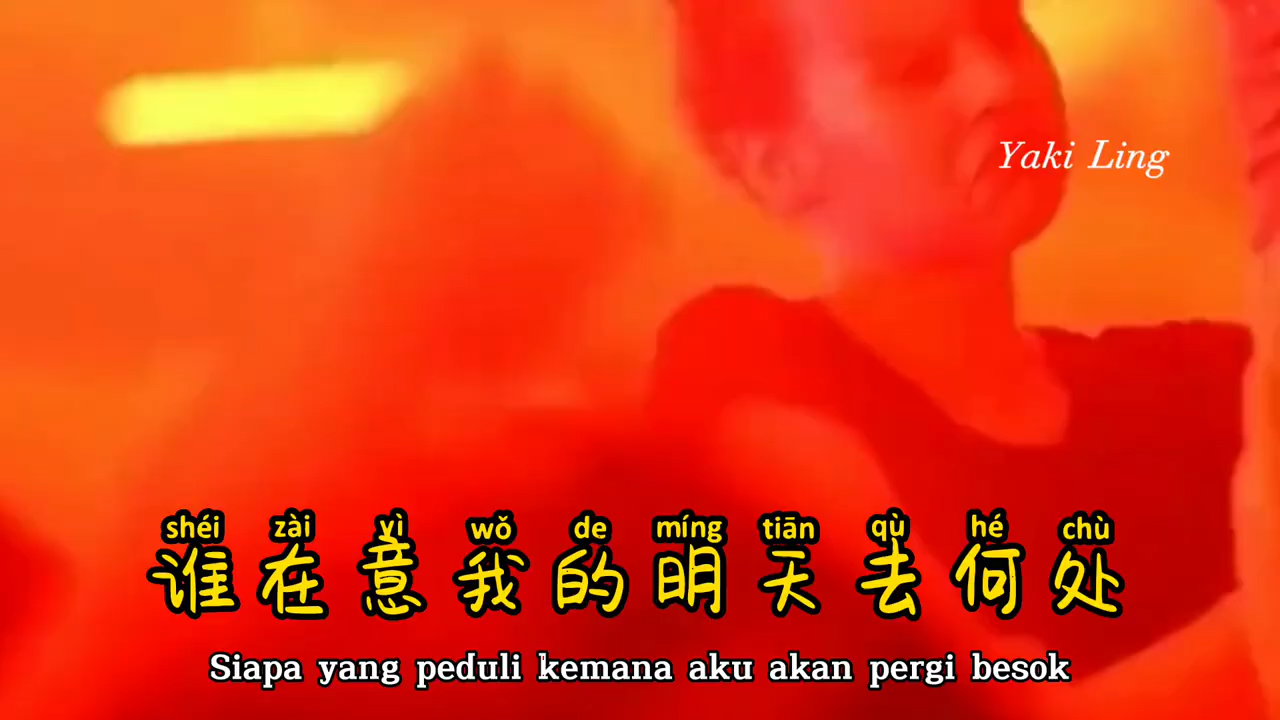 Yaki Ling
shéi zài yì wǒ de míng tiān qù hé chù
谁在意我的明天去何处
Siapa yang peduli kemana aku akan pergi besok